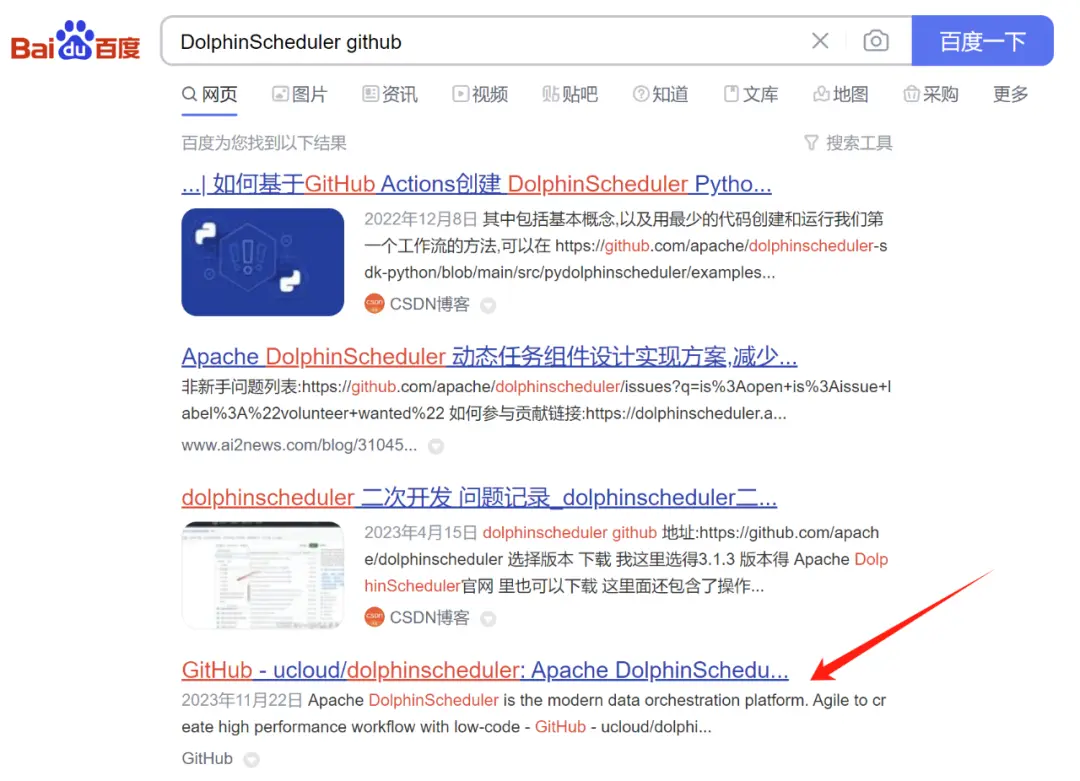 Bai du 百度
DolphinScheduler github
百度一下
网页 图片 资讯 视频 贴吧 知道 文库 地图 采购 更多
百度为您找到以下结果
搜索工具
...| 如何基于GitHub Actions创建 DolphinScheduler Pytho...
2022年12月8日 其中包括基本概念,以及用最少的代码创建和运行我们第
一个工作流的方法,可以在 https://github.com/apache/dolphinscheduler-s
dk-python/blob/main/src/pydolphinscheduler/examples...
CSDN博客
Apache DolphinScheduler 动态任务组件设计实现方案,减少...
非新手问题列表:https://github.com/apache/dolphinscheduler/issues?q=is%3Aopen+is%3Aissue+l
abel%3A%22volunteer+wanted%22 如何参与贡献链接:https://dolphinscheduler.a...
www.ai2news.com/blog/31045...
dolphinscheduler 二次开发 问题记录_dolphinscheduler二...
2023年4月15日 dolphinscheduler github 地址:https://github.com/apach
e/dolphinscheduler 选择版本 下载 我这里选得3.1.3 版本得 Apache Dolp
hinScheduler官网 里也可以下载 这里面还包含了操作...
CSDN博客
GitHub - ucloud/dolphinscheduler: Apache DolphinSchedu...
2023年11月22日 Apache DolphinScheduler is the modern data orchestration platform. Agile to cr
eate high performance workflow with low-code - GitHub - ucloud/dolphi...
GitHub